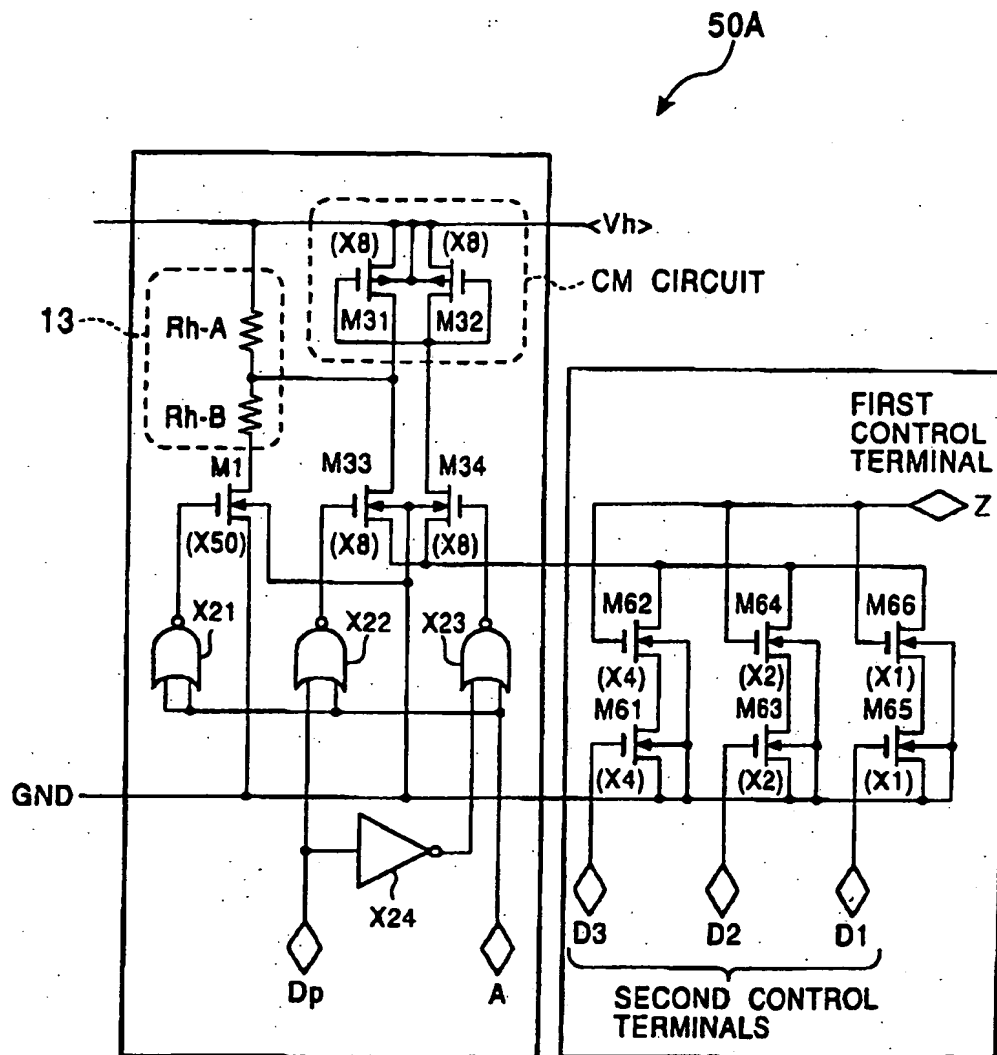 50A
<Vh>
(X8) (X8)
CM CIRCUIT
M31 M32
13
Rh-A
Rh-B
FIRST
CONTROL
TERMINAL
Z
M1 M33 M34
(X50) (X8) (X8)
M62 M64 M66
X21 X22 X23
(X4) (X2) (X1)
M61 M63 M65
(X4) (X2) (X1)
GND
X24
D3 D2 D1
Dp A
SECOND CONTROL
TERMINALS